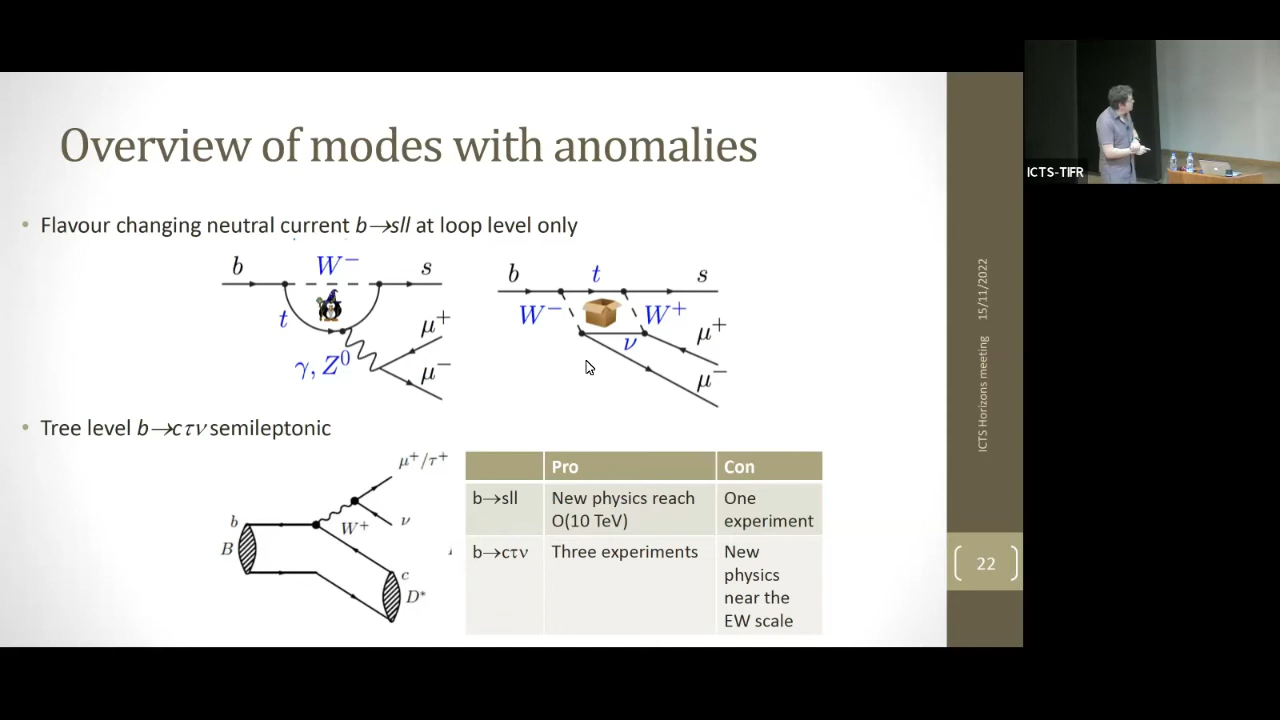 Overview of modes with anomalies
ICTS-TIFR
• Flavour changing neutral current b→sll at loop level only
b W⁻ s
t
μ⁺
γ, Z⁰
μ⁻
b t s
W⁻ W⁺
ν
μ⁺
μ⁻
• Tree level b→cτν semileptonic
μ⁺/τ⁺
b
W⁺
ν
B
c
D*
Pro Con
b→sll New physics reach One
O(10 TeV) experiment
b→cτν Three experiments New
physics
near the
EW scale
ICTS Horizons meeting 15/11/2022
22